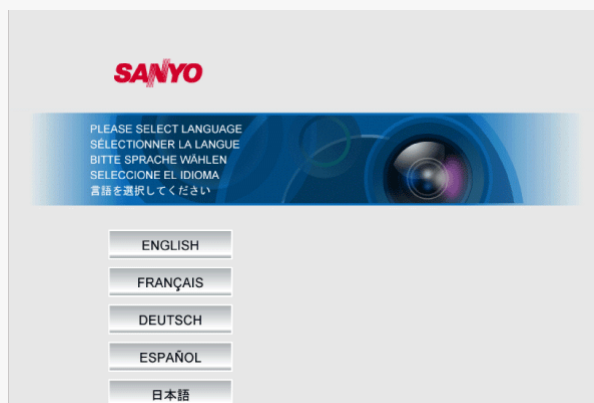 SANYO
PLEASE SELECT LANGUAGE
SÉLECTIONNER LA LANGUE
BITTE SPRACHE WÄHLEN
SELECCIONE EL IDIOMA
言語を選択してください
ENGLISH
FRANÇAIS
DEUTSCH
ESPAÑOL
日本語